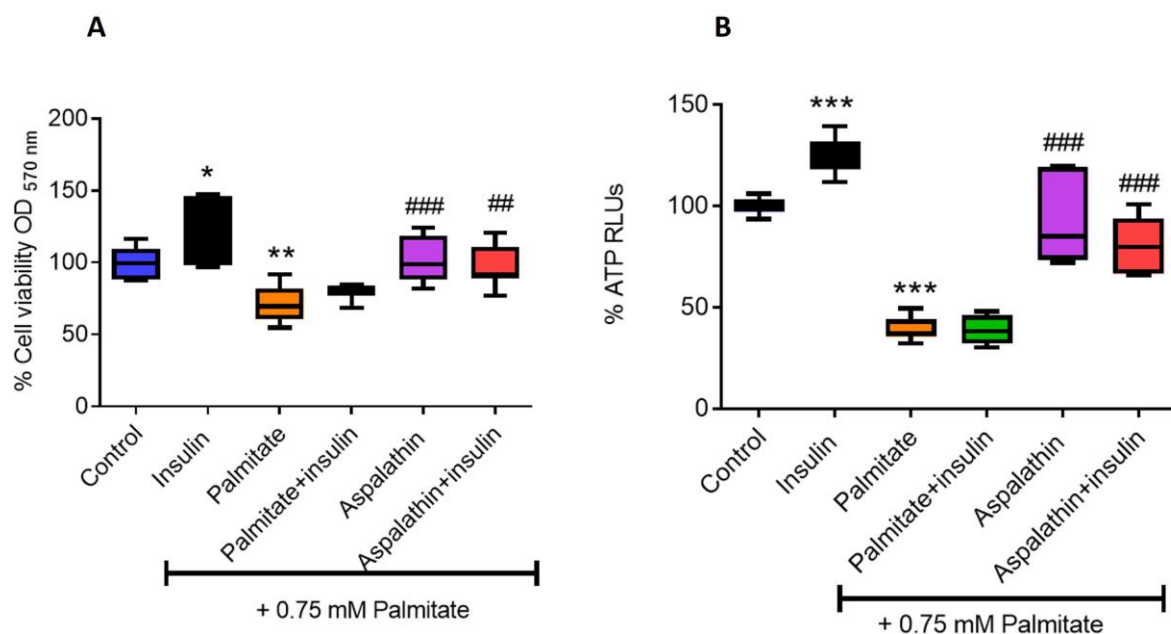 A
% Cell viability OD 570 nm
200
150
100
50
0
*
**
###
##
Control
Insulin
Palmitate
Palmitate+insulin
Aspalathin
Aspalathin+insulin
+ 0.75 mM Palmitate
B
% ATP RLUs
150
100
50
0
***
***
###
###
Control
Insulin
Palmitate
Palmitate+insulin
Aspalathin
Aspalathin+insulin
+ 0.75 mM Palmitate